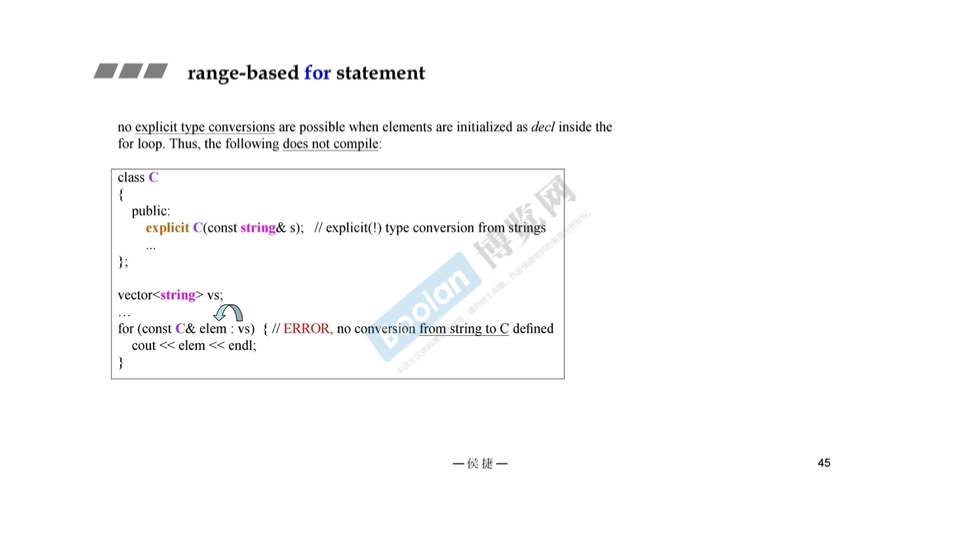 range-based for statement
no explicit type conversions are possible when elements are initialized as decl inside the
for loop. Thus, the following does not compile:
class C
{
public:
explicit C(const string& s); // explicit(!) type conversion from strings
...
};
vector<string> vs;
...
for (const C& elem : vs) { // ERROR, no conversion from string to C defined
cout << elem << endl;
}
boolan
博览网
— 侯 捷 —
45